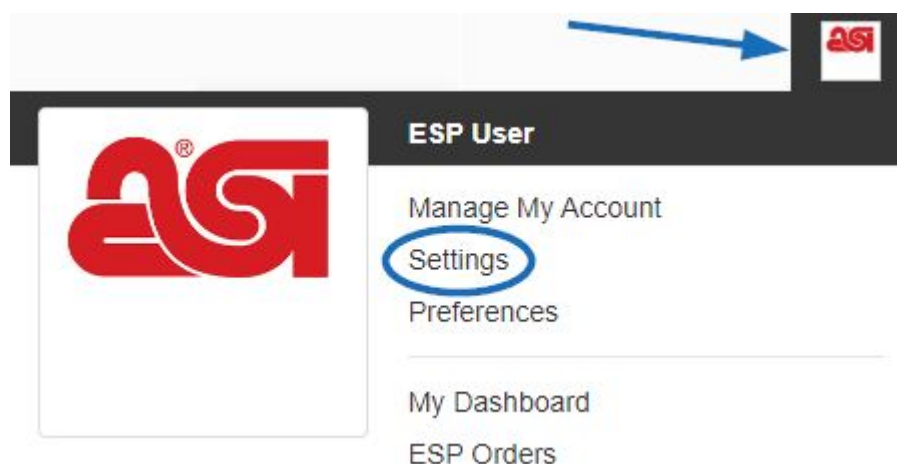 asi
ESP User
asi®
Manage My Account
Settings
Preferences
My Dashboard
ESP Orders